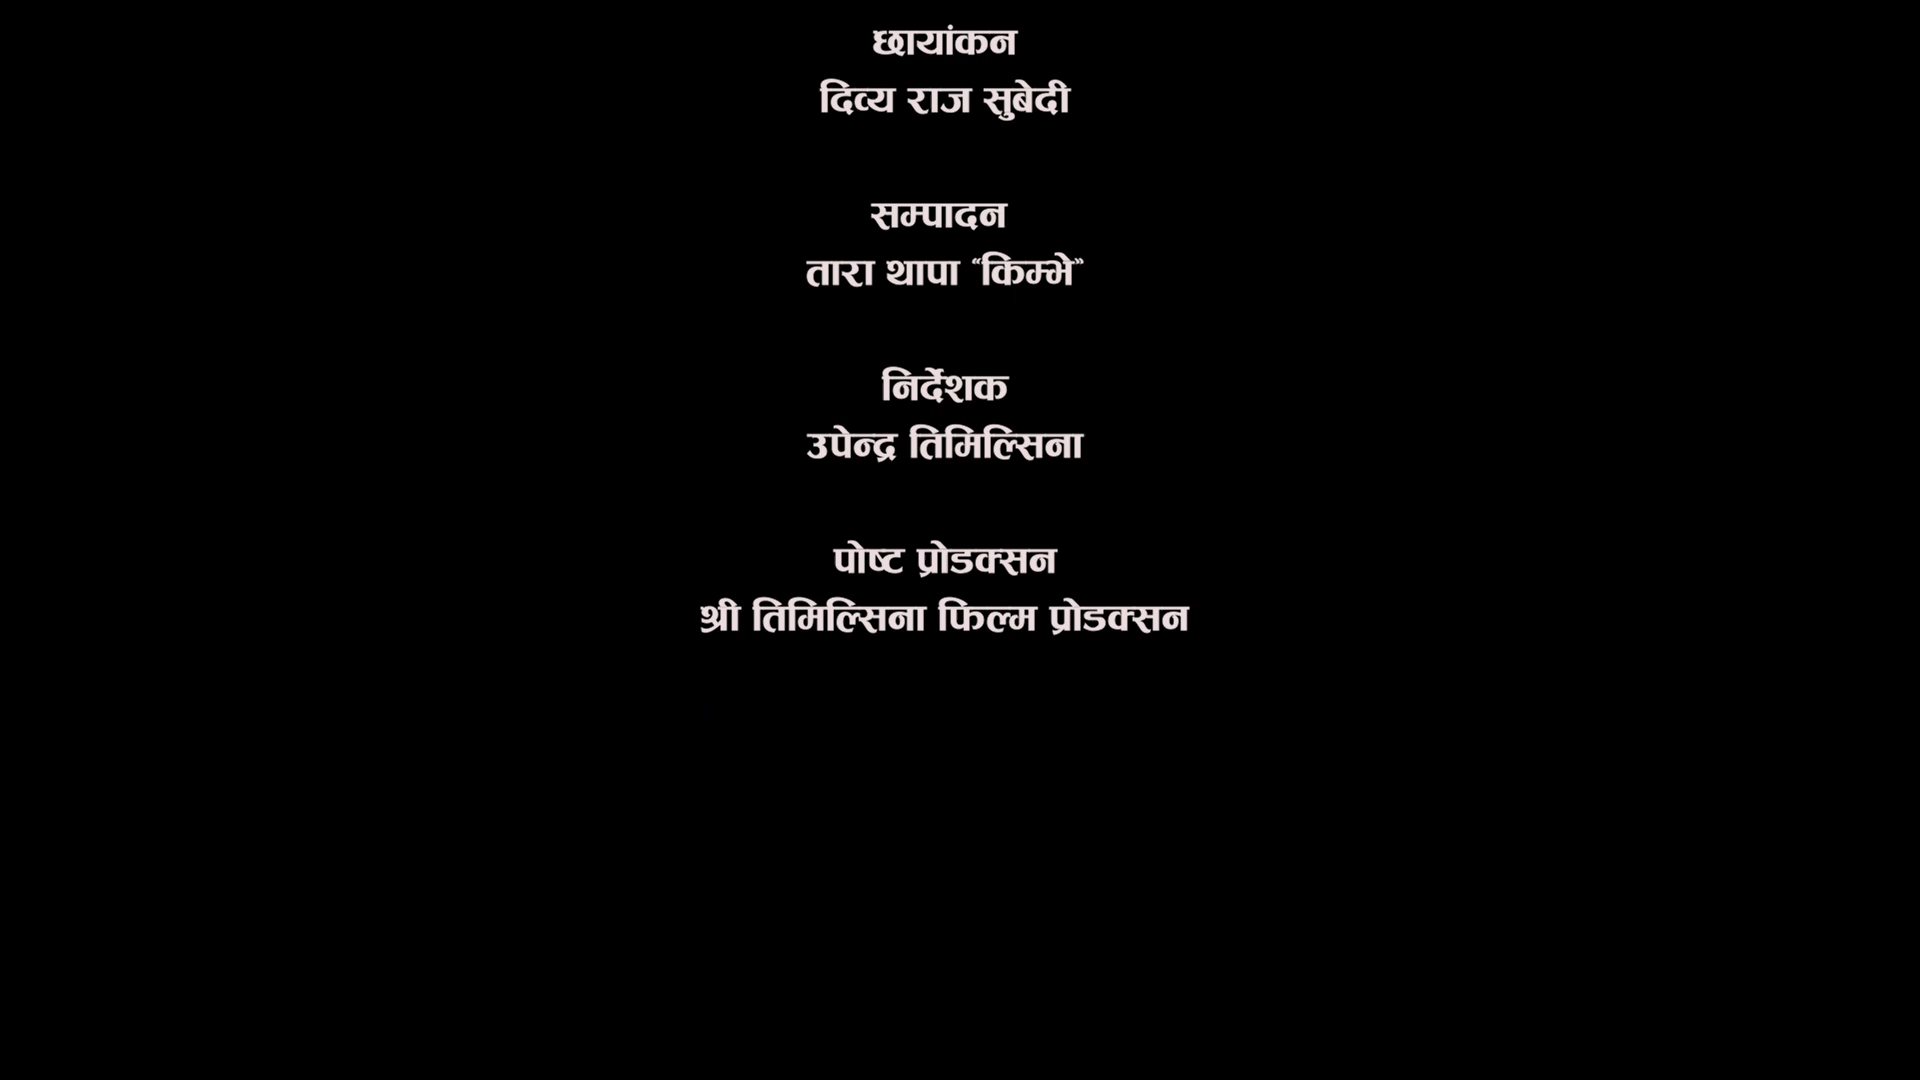 छायांकन
दिव्य राज सुबेदी
सम्पादन
तारा थापा “किम्भे”
निर्देशक
उपेन्द्र तिमिल्सिना
पोष्ट प्रोडक्सन
श्री तिमिल्सिना फिल्म प्रोडक्सन